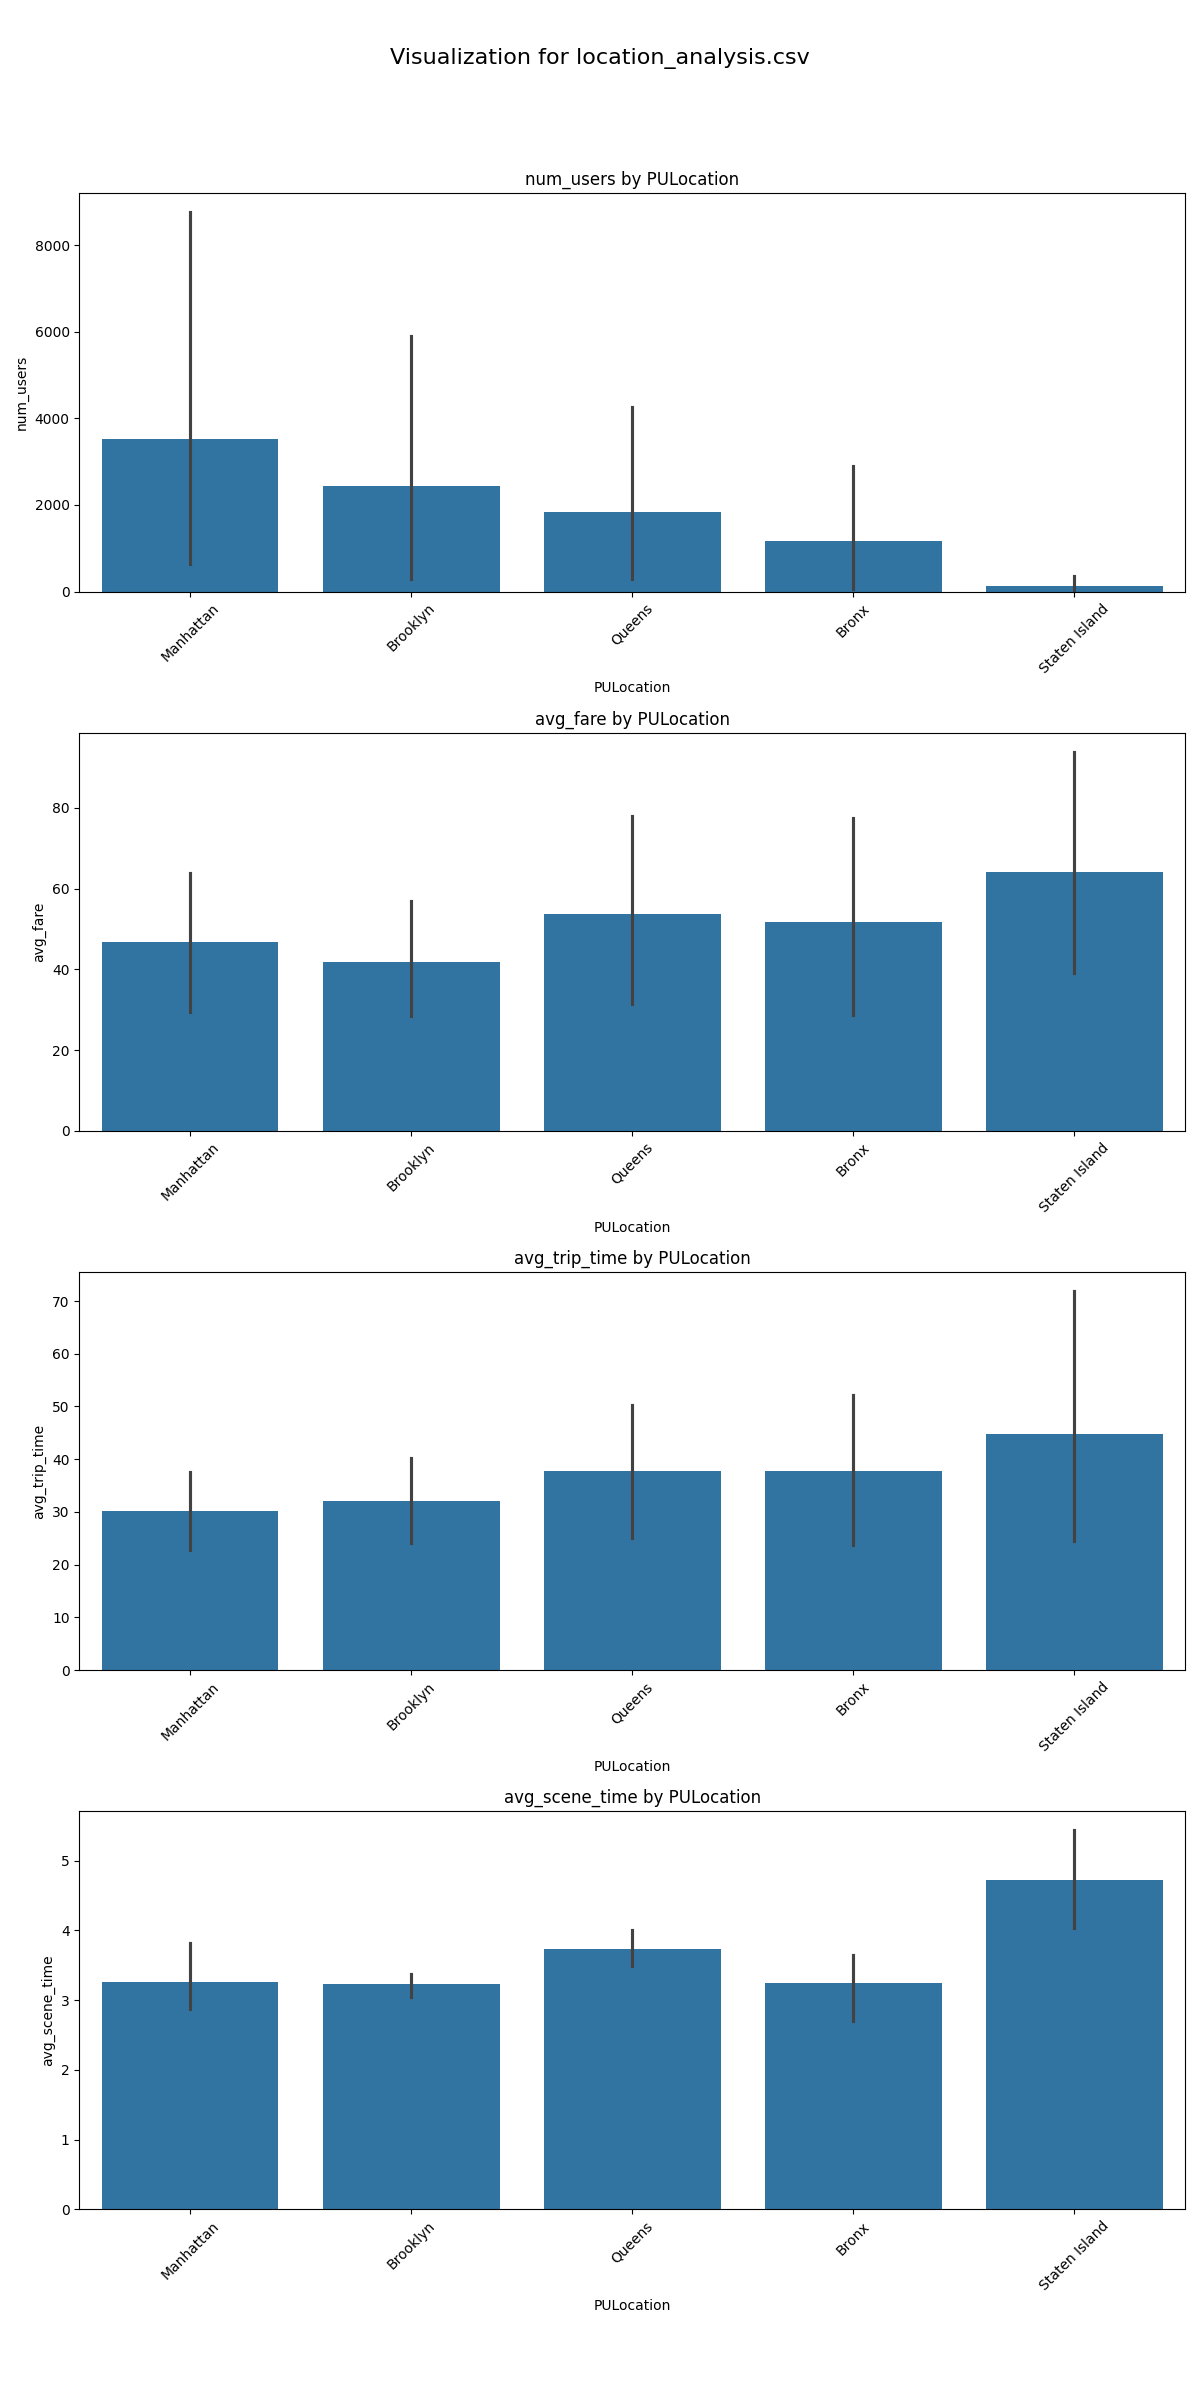 Visualization for location_analysis.csv
num_users by PULocation
num_users
8000
6000
4000
2000
0
Manhattan
Brooklyn
Queens
Bronx
Staten Island
PULocation
avg_fare by PULocation
avg_fare
80
60
40
20
0
Manhattan
Brooklyn
Queens
Bronx
Staten Island
PULocation
avg_trip_time by PULocation
avg_trip_time
70
60
50
40
30
20
10
0
Manhattan
Brooklyn
Queens
Bronx
Staten Island
PULocation
avg_scene_time by PULocation
avg_scene_time
5
4
3
2
1
0
Manhattan
Brooklyn
Queens
Bronx
Staten Island
PULocation